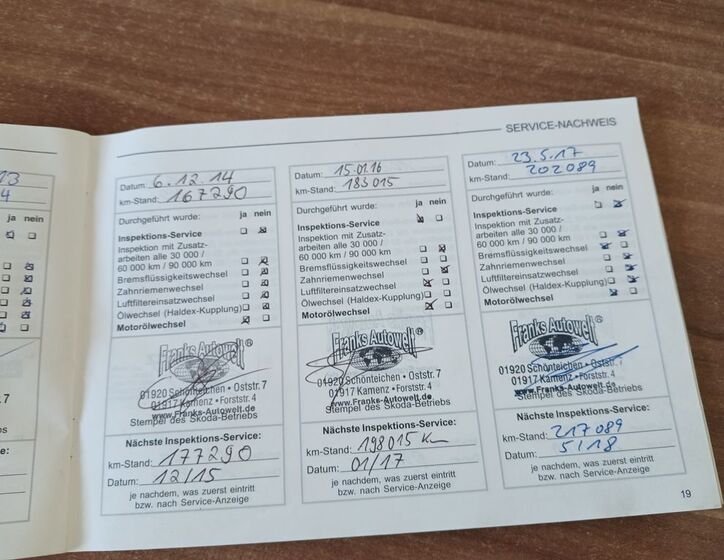 13
4
ja nein
7
bs
SERVICE-NACHWEIS
Datum: 6.12.14
km-Stand: 167290
Durchgeführt wurde: ja nein
Inspektions-Service
Inspektion mit Zusatz-
arbeiten alle 30 000 /
60 000 km / 90 000 km
Bremsflüssigkeitswechsel
Zahnriemenwechsel
Luftfiltereinsatzwechsel
Ölwechsel (Haldex-Kupplung)
Motorölwechsel
Franks Autowelt®
01920 Schönteichen • Oststr. 7
01917 Kamenz • Forststr. 4
www.Franks-Autowelt.de
Stempel des Skoda-Betriebs
Nächste Inspektions-Service:
km-Stand: 177290
Datum: 12/15
je nachdem, was zuerst eintritt
bzw. nach Service-Anzeige
Datum: 15.01.16
km-Stand: 183015
Durchgeführt wurde: ja nein
Inspektions-Service
Inspektion mit Zusatz-
arbeiten alle 30 000 /
60 000 km / 90 000 km
Bremsflüssigkeitswechsel
Zahnriemenwechsel
Luftfiltereinsatzwechsel
Ölwechsel (Haldex-Kupplung)
Motorölwechsel
Franks Autowelt®
01920 Schönteichen • Oststr. 7
01917 Kamenz • Forststr. 4
www.Franks-Autowelt.de
Stempel des Skoda-Betriebs
Nächste Inspektions-Service:
km-Stand: 198015 Km
Datum: 01/17
je nachdem, was zuerst eintritt
bzw. nach Service-Anzeige
Datum: 23.5.17
km-Stand: 202089
Durchgeführt wurde: ja nein
Inspektions-Service
Inspektion mit Zusatz-
arbeiten alle 30 000 /
60 000 km / 90 000 km
Bremsflüssigkeitswechsel
Zahnriemenwechsel
Luftfiltereinsatzwechsel
Ölwechsel (Haldex-Kupplung)
Motorölwechsel
Franks Autowelt®
01920 Schönteichen • Oststr. 7
01917 Kamenz • Forststr. 4
www.Franks-Autowelt.de
Stempel des Skoda-Betriebs
Nächste Inspektions-Service:
km-Stand: 217089
Datum: 5/18
je nachdem, was zuerst eintritt
bzw. nach Service-Anzeige
19